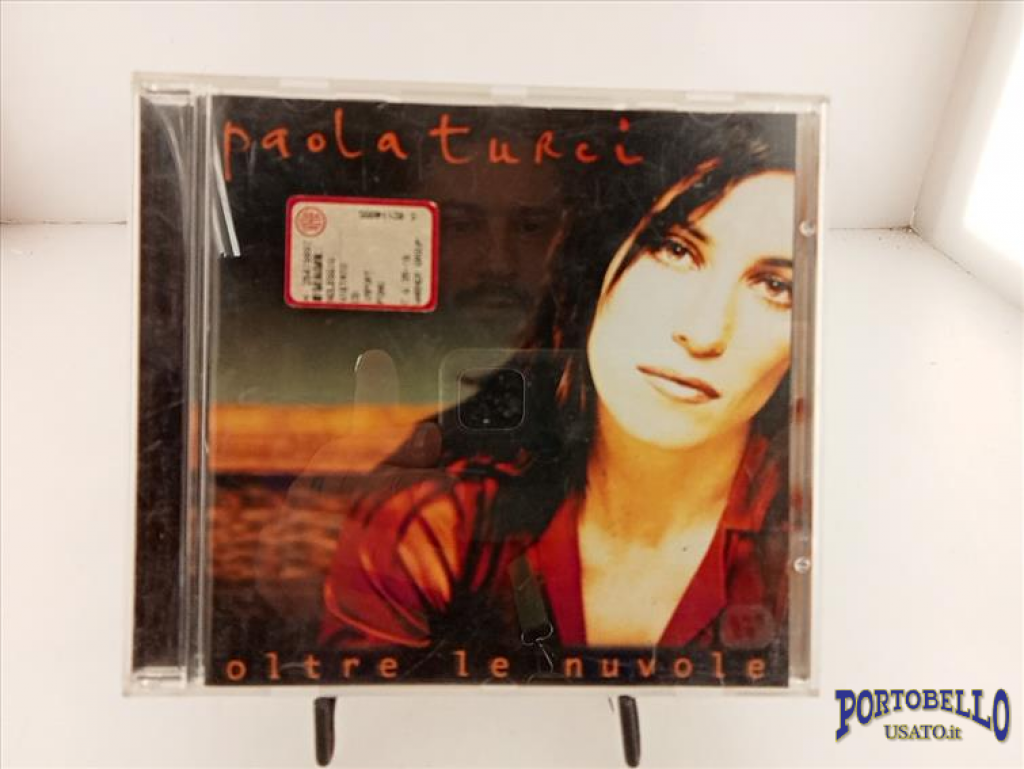 paola turci
oltre le nuvole
PORTOBELLO
USATO.it